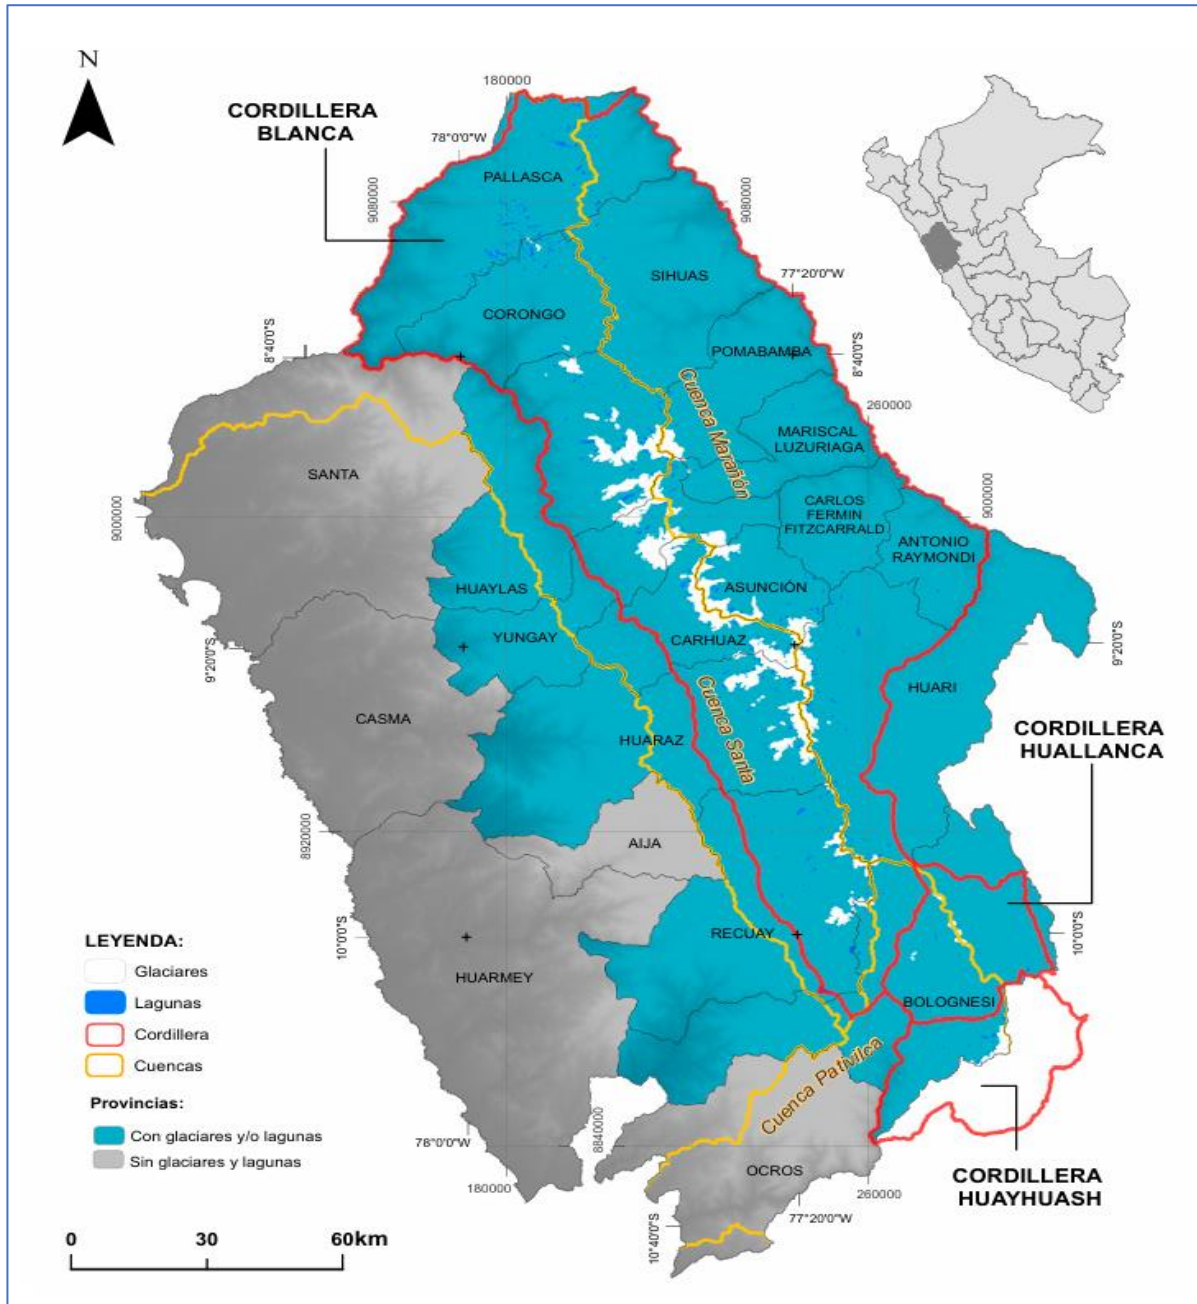 N
180000
CORDILLERA
BLANCA
78°0'0"W
PALLASCA
9080000
9080000
SIHUAS
77°20'0"W
CORONGO
8°40'0"S
POMABAMBA
8°40'0"S
Cuenca Marañón
260000
MARISCAL
LUZURIAGA
SANTA
9000000
CARLOS
FERMIN
FITZCARRALD
9000000
ANTONIO
RAYMONDI
HUAYLAS
ASUNCIÓN
YUNGAY
CARHUAZ
9°20'0"S
9°20'0"S
HUARI
Cuenca Santa
CASMA
HUARAZ
CORDILLERA
HUALLANCA
8920000
AIJA
10°0'0"S
RECUAY
10°0'0"S
HUARMEY
BOLOGNESI
LEYENDA:
Glaciares
Lagunas
Cordillera
Cuencas
Provincias:
Con glaciares y/o lagunas
Sin glaciares y lagunas
Cuenca Pativilca
78°0'0"W
8840000
180000
OCROS
260000
77°20'0"W
10°40'0"S
CORDILLERA
HUAYHUASH
0 30 60km